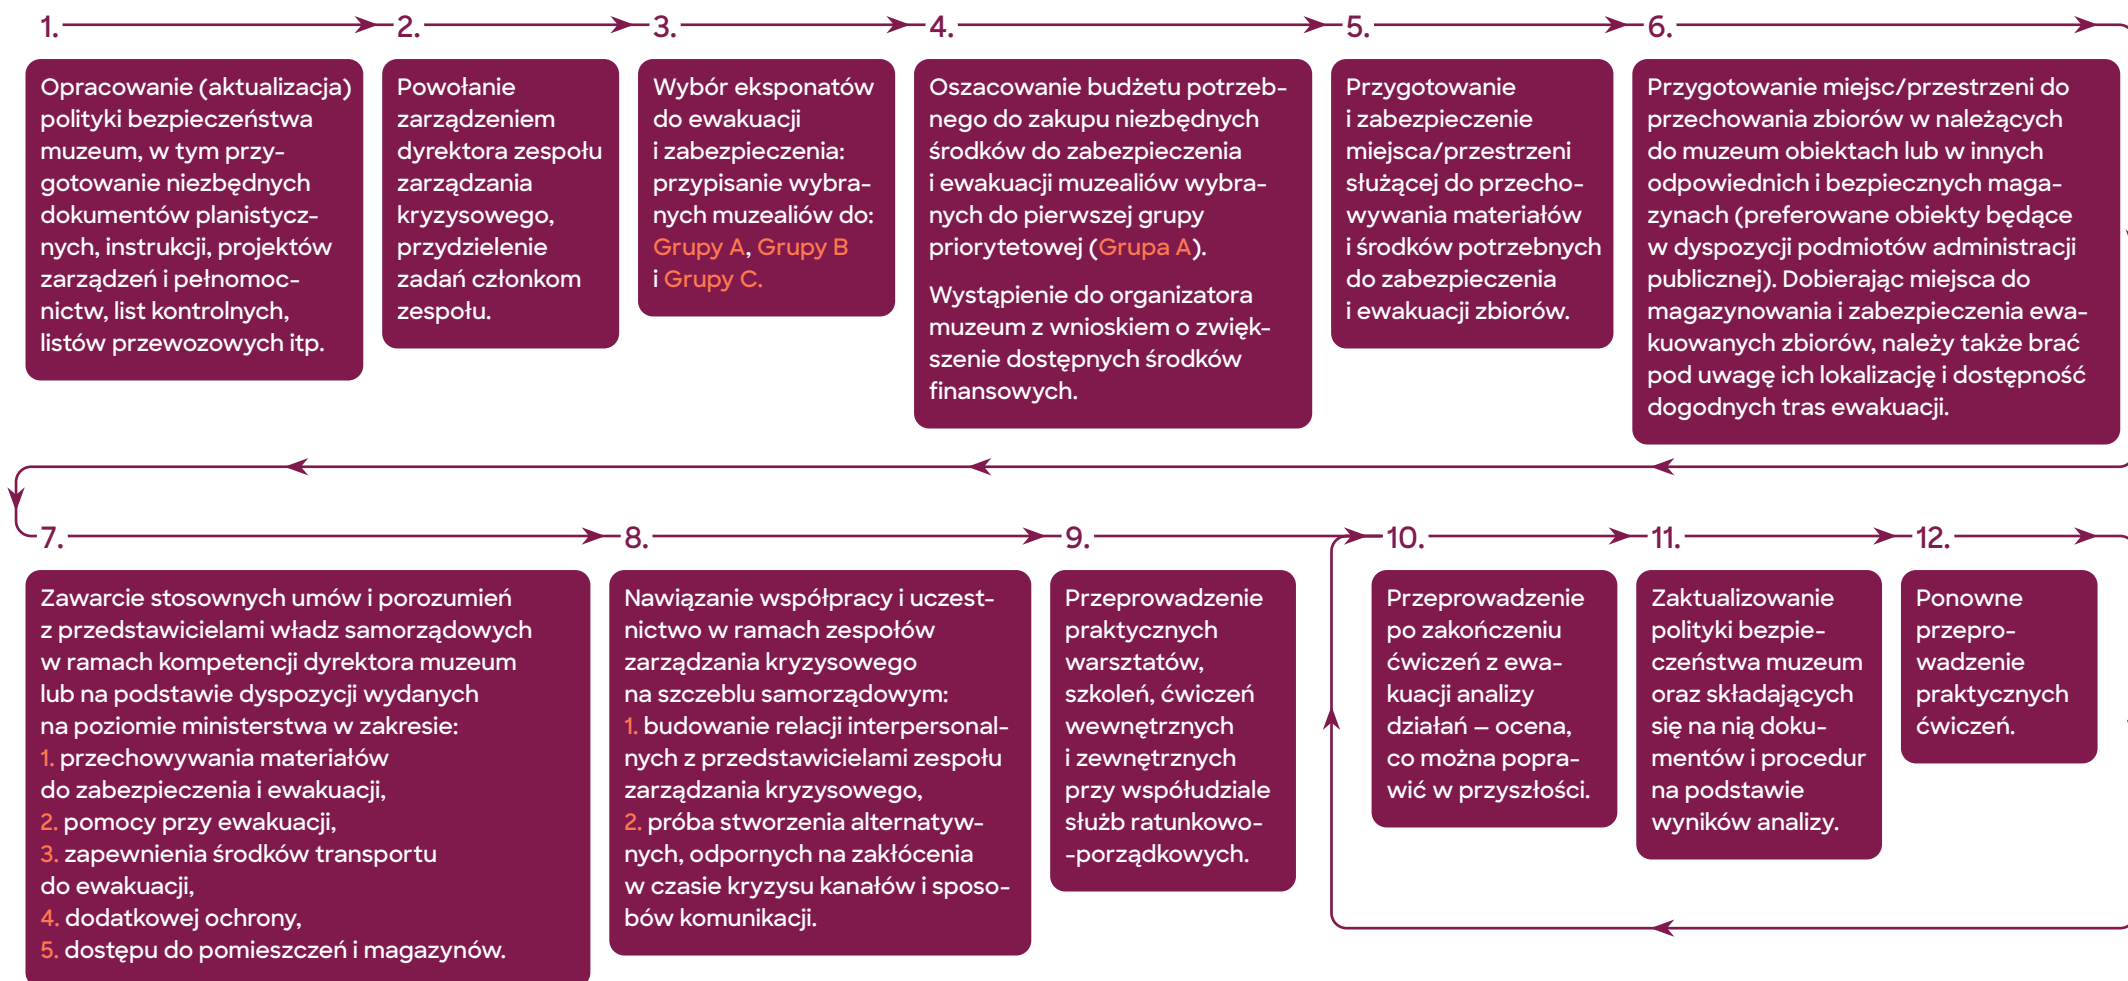 1.
Opracowanie (aktualizacja)
polityki bezpieczeństwa
muzeum, w tym przy-
gotowanie niezbędnych
dokumentów planistycz-
nych, instrukcji, projektów
zarządzeń i pełnomoc-
nictw, list kontrolnych,
listów przewozowych itp.
2.
Powołanie
zarządzeniem
dyrektora zespołu
zarządzania
kryzysowego,
przydzielenie
zadań członkom
zespołu.
3.
Wybór eksponatów
do ewakuacji
i zabezpieczenia:
przypisanie wybra-
nych muzealiów do:
Grupy A, Grupy B
i Grupy C.
4.
Oszacowanie budżetu potrzeb-
nego do zakupu niezbędnych
środków do zabezpieczenia
i ewakuacji muzealiów wybra-
nych do pierwszej grupy
priorytetowej (Grupa A).
Wystąpienie do organizatora
muzeum z wnioskiem o zwięk-
szenie dostępnych środków
finansowych.
5.
Przygotowanie
i zabezpieczenie
miejsca/przestrzeni
służącej do przecho-
wywania materiałów
i środków potrzebnych
do zabezpieczenia
i ewakuacji zbiorów.
6.
Przygotowanie miejsc/przestrzeni do
przechowania zbiorów w należących
do muzeum obiektach lub w innych
odpowiednich i bezpiecznych maga-
zynach (preferowane obiekty będące
w dyspozycji podmiotów administracji
publicznej). Dobierając miejsca do
magazynowania i zabezpieczenia ewa-
kuowanych zbiorów, należy także brać
pod uwagę ich lokalizację i dostępność
dogodnych tras ewakuacji.
7.
Zawarcie stosownych umów i porozumień
z przedstawicielami władz samorządowych
w ramach kompetencji dyrektora muzeum
lub na podstawie dyspozycji wydanych
na poziomie ministerstwa w zakresie:
1. przechowywania materiałów
do zabezpieczenia i ewakuacji,
2. pomocy przy ewakuacji,
3. zapewnienia środków transportu
do ewakuacji,
4. dodatkowej ochrony,
5. dostępu do pomieszczeń i magazynów.
8.
Nawiązanie współpracy i uczest-
nictwo w ramach zespołów
zarządzania kryzysowego
na szczeblu samorządowym:
1. budowanie relacji interpersonal-
nych z przedstawicielami zespołu
zarządzania kryzysowego,
2. próba stworzenia alternatyw-
nych, odpornych na zakłócenia
w czasie kryzysu kanałów i sposo-
bów komunikacji.
9.
Przeprowadzenie
praktycznych
warsztatów,
szkoleń, ćwiczeń
wewnętrznych
i zewnętrznych
przy współudziale
służb ratunkowo-
-porządkowych.
10.
Przeprowadzenie
po zakończeniu
ćwiczeń z ewa-
kuacji analizy
działań – ocena,
co można popra-
wić w przyszłości.
11.
Zaktualizowanie
polityki bezpie-
czeństwa muzeum
oraz składających
się na nią doku-
mentów i procedur
na podstawie
wyników analizy.
12.
Ponowne
przepro-
wadzenie
praktycznych
ćwiczeń.